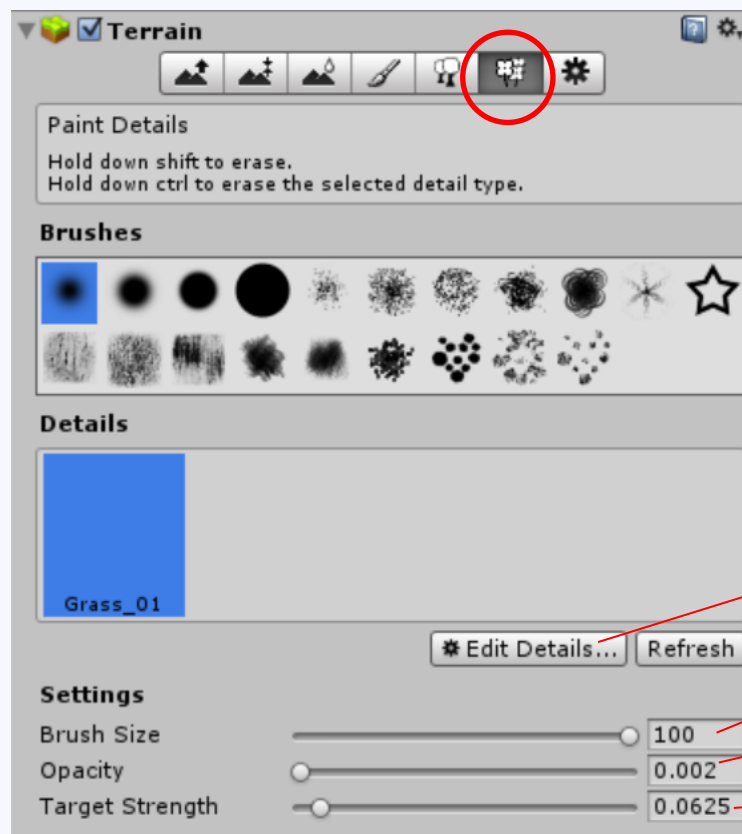 Terrain
Paint Details
Hold down shift to erase.
Hold down ctrl to erase the selected detail type.
Brushes
Details
Grass_01
Edit Details...
Refresh
Settings
Brush Size 100
Opacity 0.002
Target Strength 0.0625